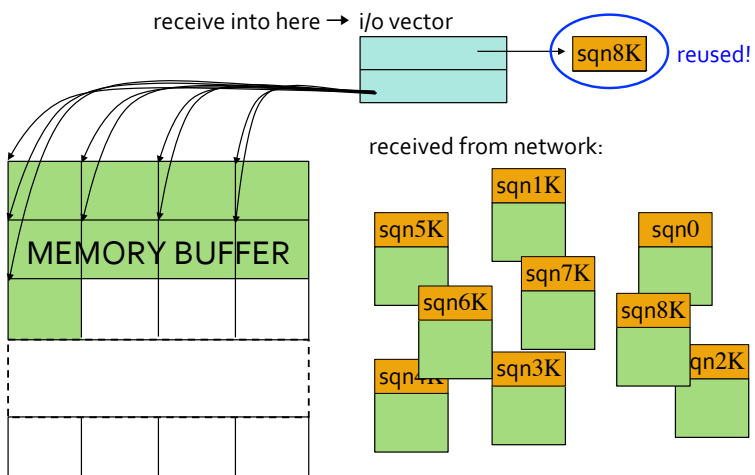 receive into here → i/o vector
sqn8K
reused!
received from network:
sqn1K
sqn5K
sqn0
MEMORY BUFFER
sqn7K
sqn6K
sqn8K
sqn3K
sqn4K
qn2K